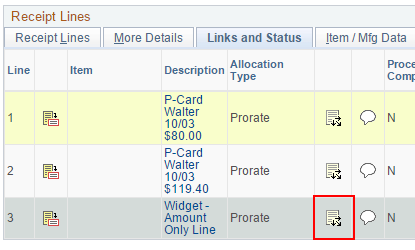 Receipt Lines
Receipt Lines
More Details
Links and Status
Item / Mfg Data
Line
Item
Description
Allocation
Type
Proce
Comp
1
P-Card
Walter
10/03
$80.00
Prorate
N
2
P-Card
Walter
10/03
$119.40
Prorate
N
3
Widget -
Amount
Only Line
Prorate
N